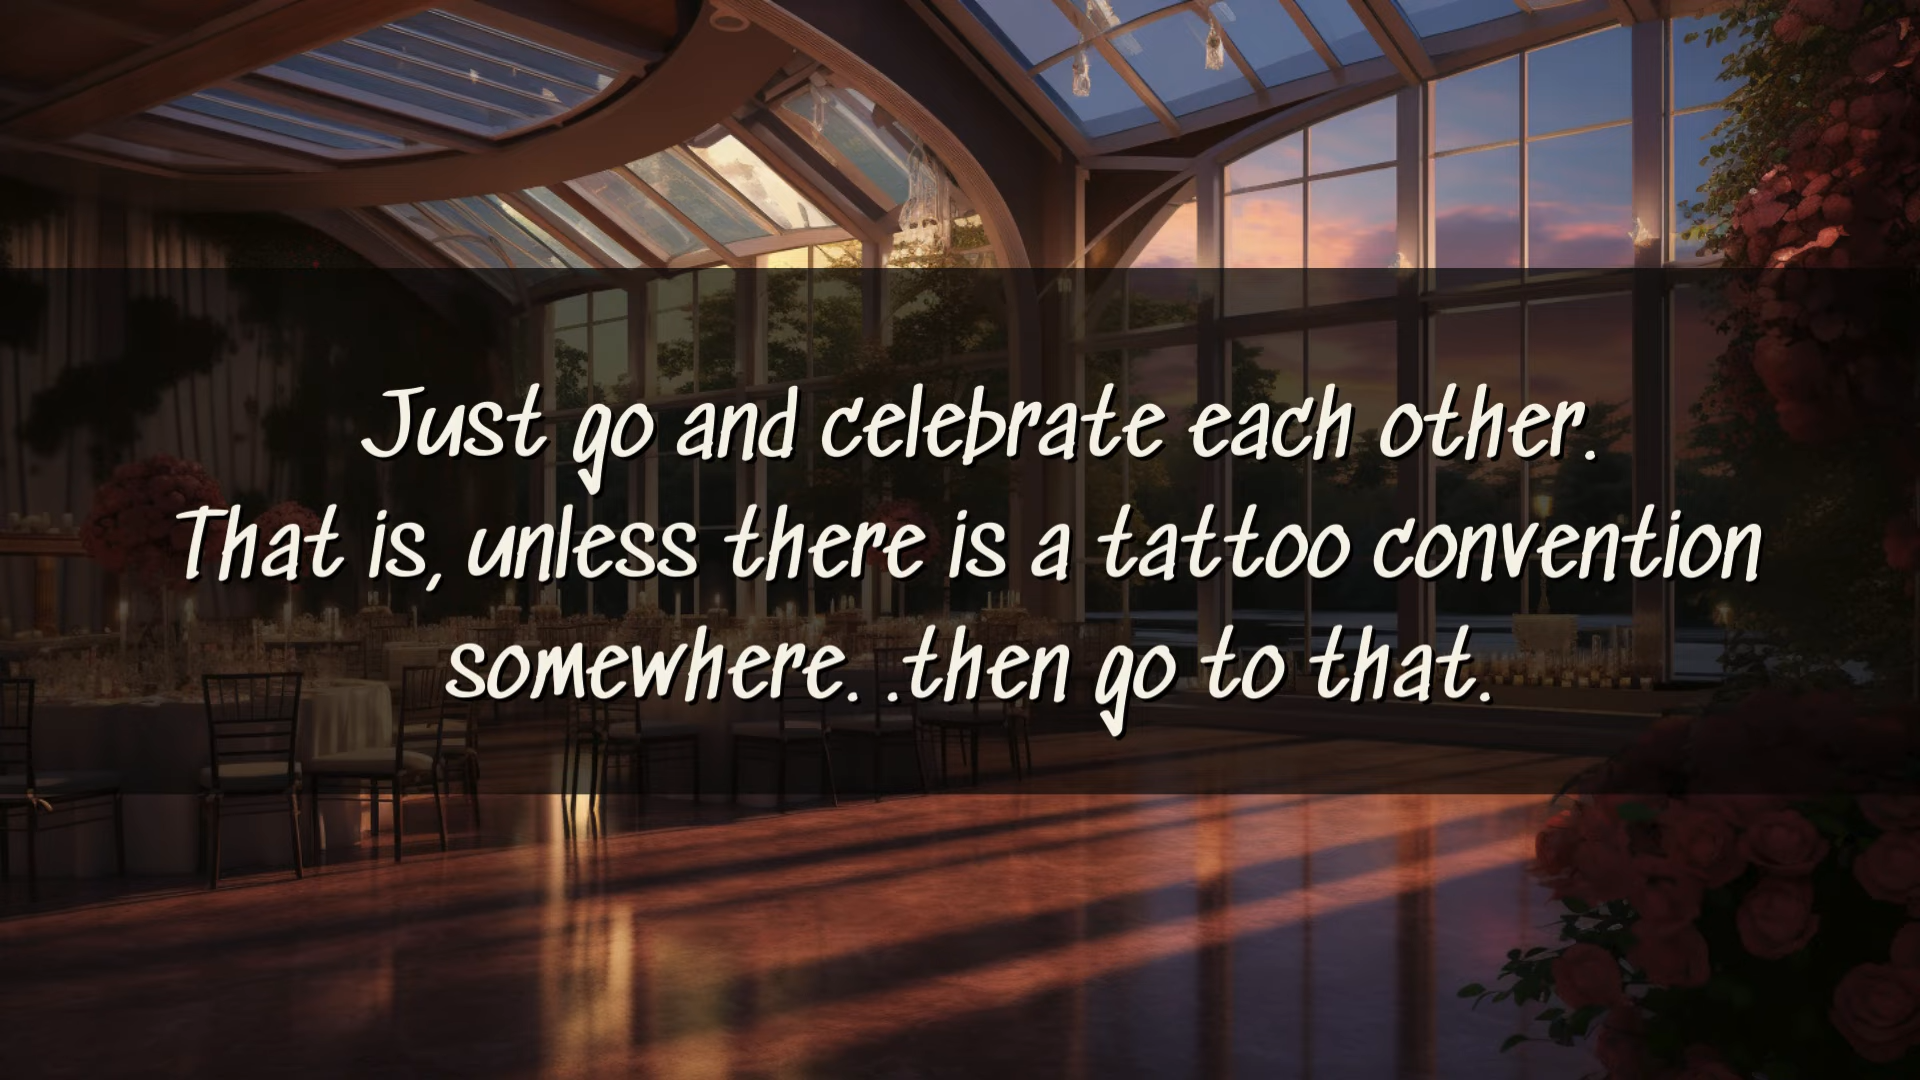 Just go and celebrate each other.
That is, unless there is a tattoo convention
somewhere. .then go to that.